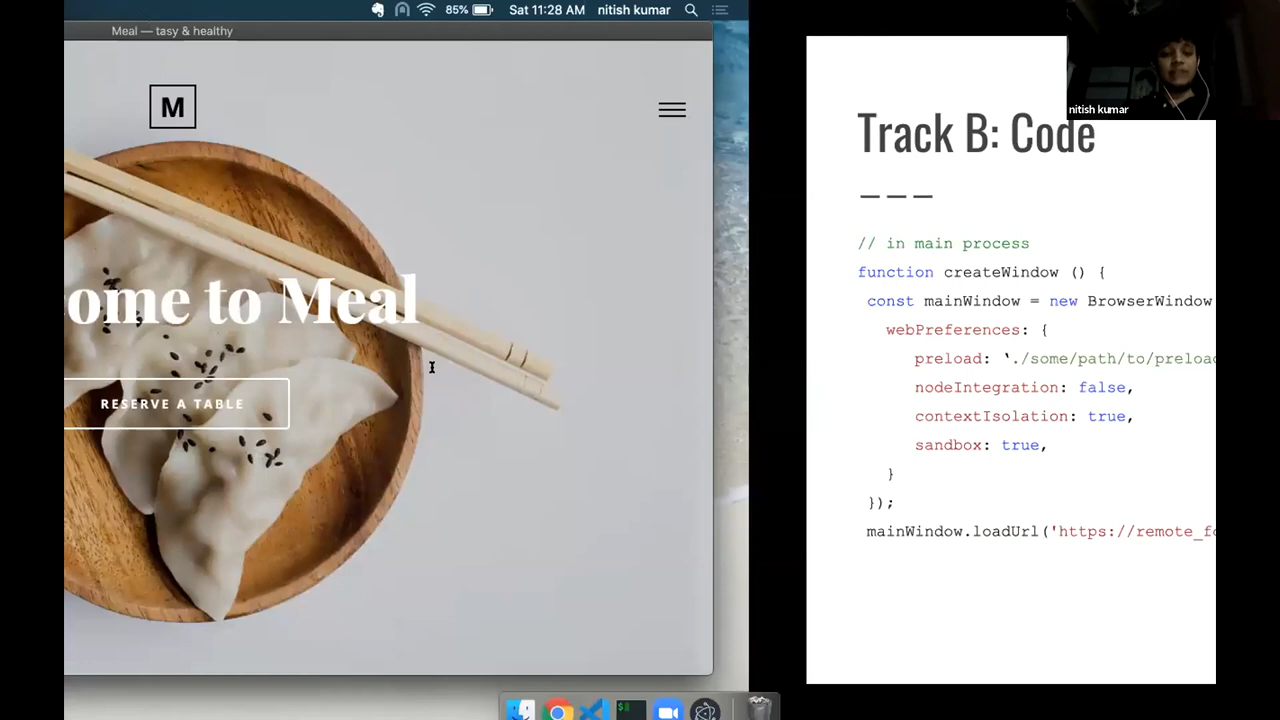 85% Sat 11:28 AM nitish kumar
Meal — tasy & healthy
M
ome to Meal
RESERVE A TABLE
$
nitish kumar
Track B: Code
// in main process
function createWindow () {
const mainWindow = new BrowserWindow
webPreferences: {
preload: './some/path/to/preload
nodeIntegration: false,
contextIsolation: true,
sandbox: true,
}
});
mainWindow.loadUrl('https://remote_fo